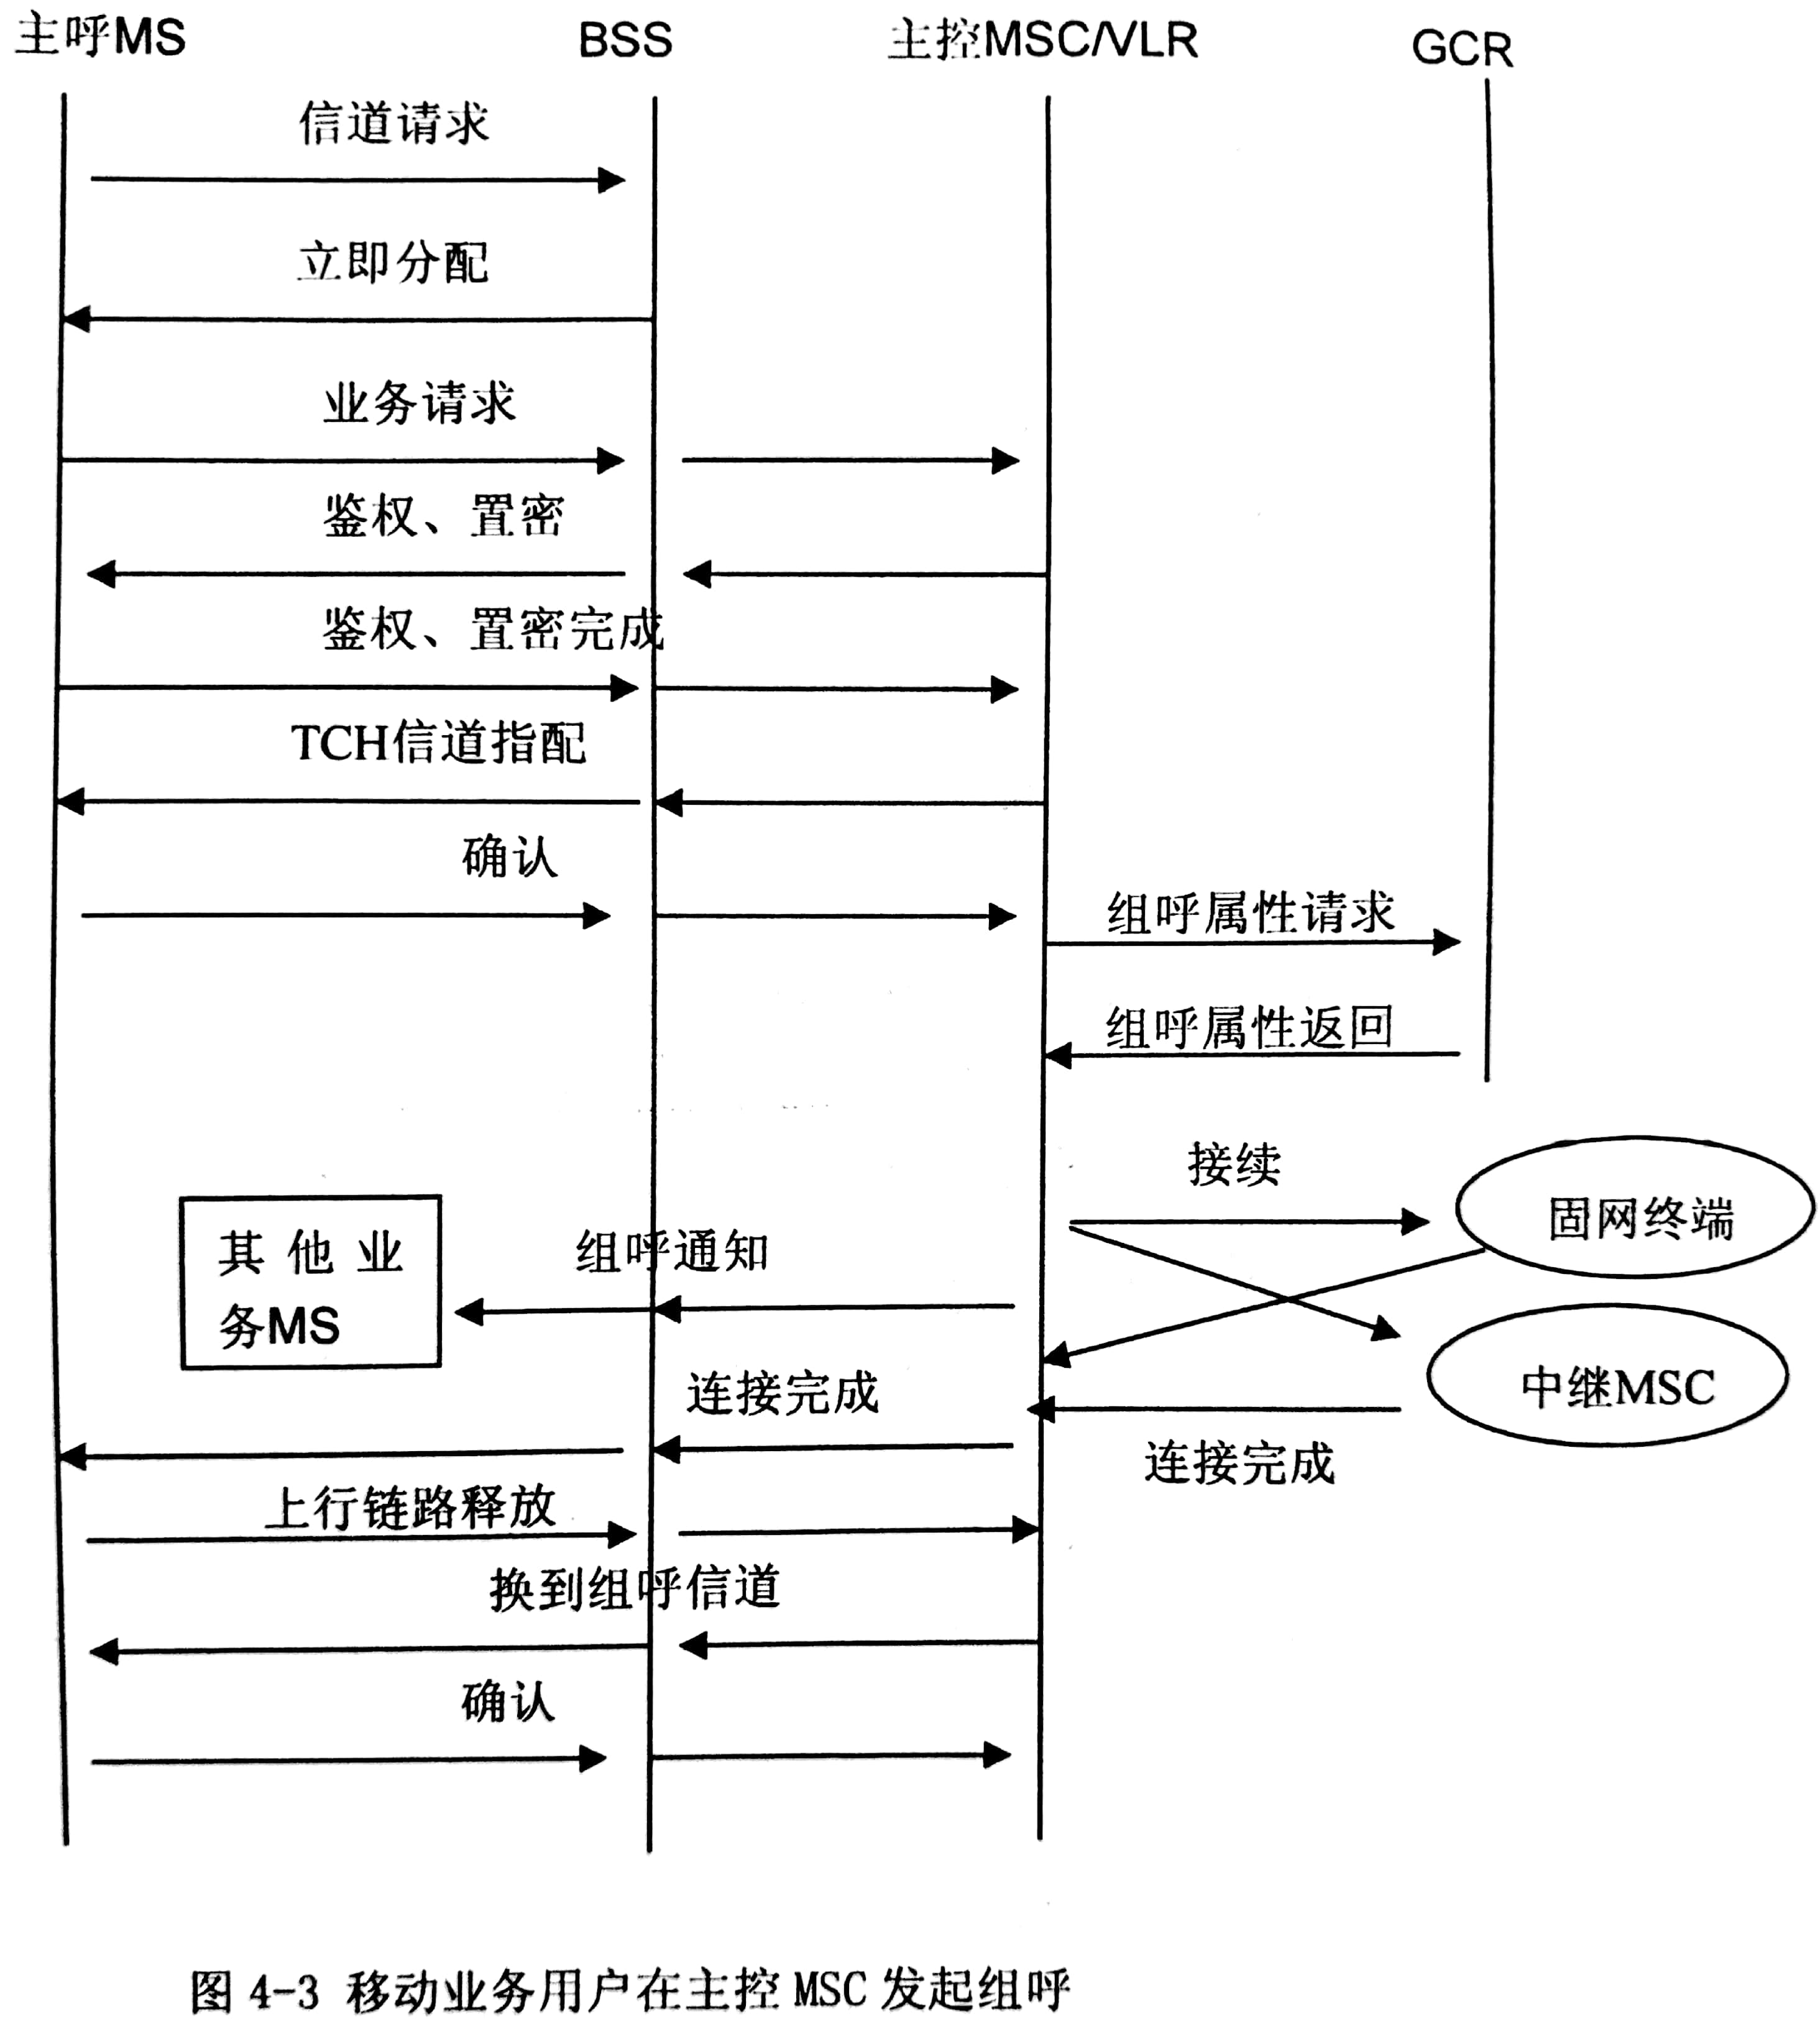 主呼MS BSS 主控MSC/VLR GCR
信道请求
立即分配
业务请求
鉴权、置密
鉴权、置密完成
TCH信道指配
确认
组呼属性请求
组呼属性返回
接续
固网终端
其他业
务MS
组呼通知
中继MSC
连接完成
连接完成
上行链路释放
换到组呼信道
确认
图 4-3 移动业务用户在主控 MSC 发起组呼